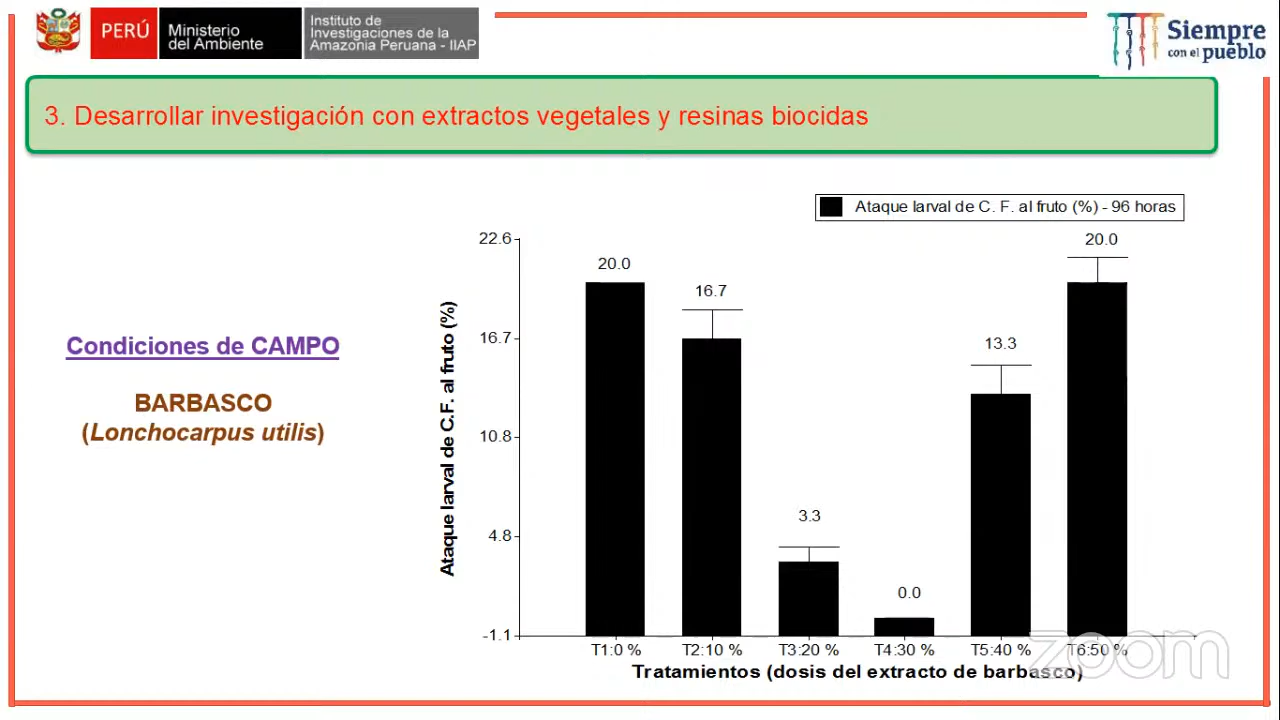 PERÚ
Ministerio
del Ambiente
Instituto de
Investigaciones de la
Amazonía Peruana - IIAP
Siempre
con el pueblo
3. Desarrollar investigación con extractos vegetales y resinas biocidas
Condiciones de CAMPO
BARBASCO
(Lonchocarpus utilis)
Ataque larval de C. F. al fruto (%) - 96 horas
Ataque larval de C.F. al fruto (%)
22.6
16.7
10.8
4.8
-1.1
20.0
16.7
3.3
0.0
13.3
20.0
T1:0 %
T2:10 %
T3:20 %
T4:30 %
T5:40 %
T6:50 %
Tratamientos (dosis del extracto de barbasco)
zoom